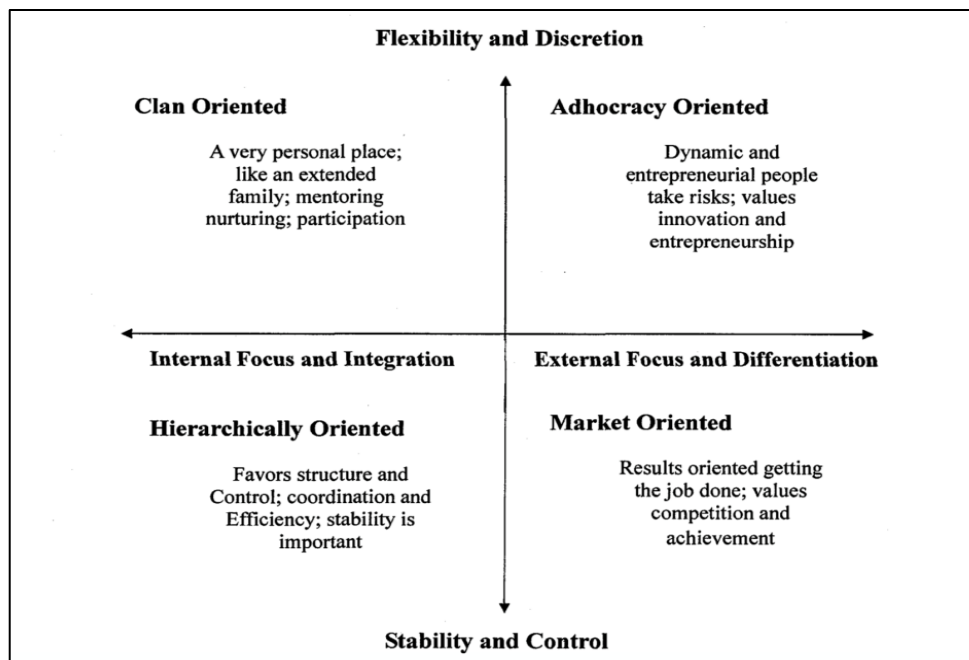 Flexibility and Discretion
Clan Oriented
A very personal place;
like an extended
family; mentoring
nurturing; participation
Adhocracy Oriented
Dynamic and
entrepreneurial people
take risks; values
innovation and
entrepreneurship
Internal Focus and Integration
External Focus and Differentiation
Hierarchically Oriented
Favors structure and
Control; coordination and
Efficiency; stability is
important
Market Oriented
Results oriented getting
the job done; values
competition and
achievement
Stability and Control